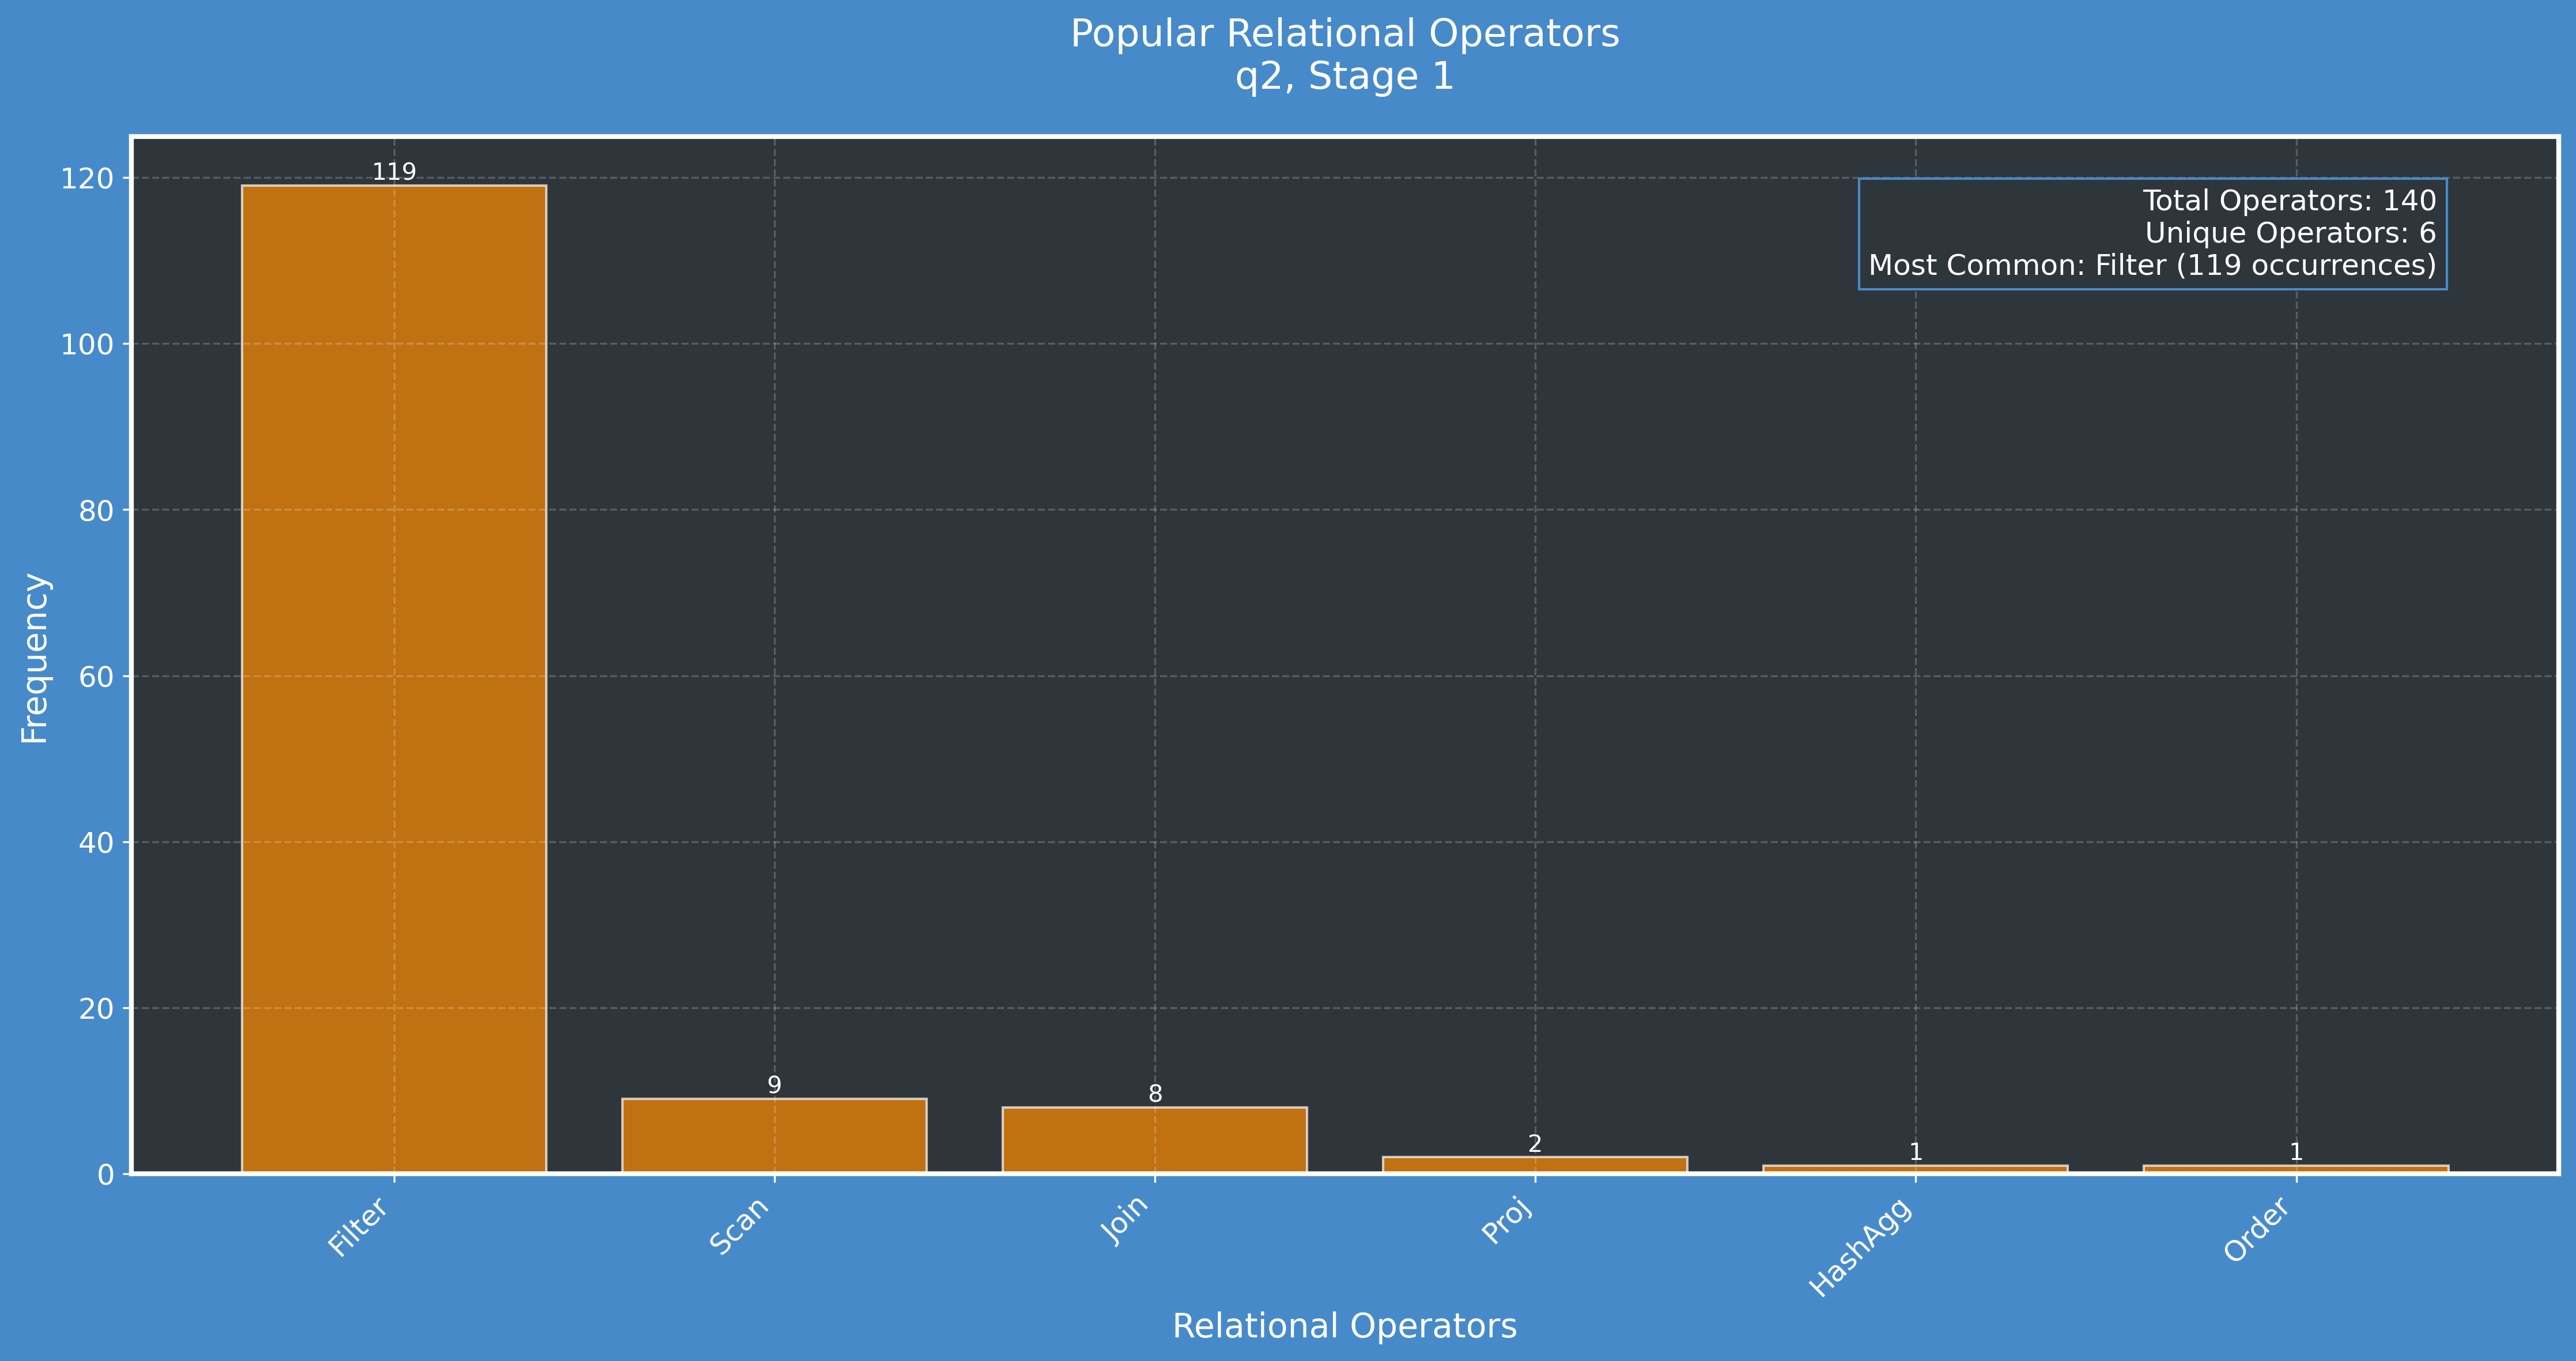 Popular Relational Operators
q2, Stage 1
Total Operators: 140
Unique Operators: 6
Most Common: Filter (119 occurrences)
Frequency
120
100
80
60
40
20
0
119
9
8
2
1
1
Filter
Scan
Join
Proj
HashAgg
Order
Relational Operators